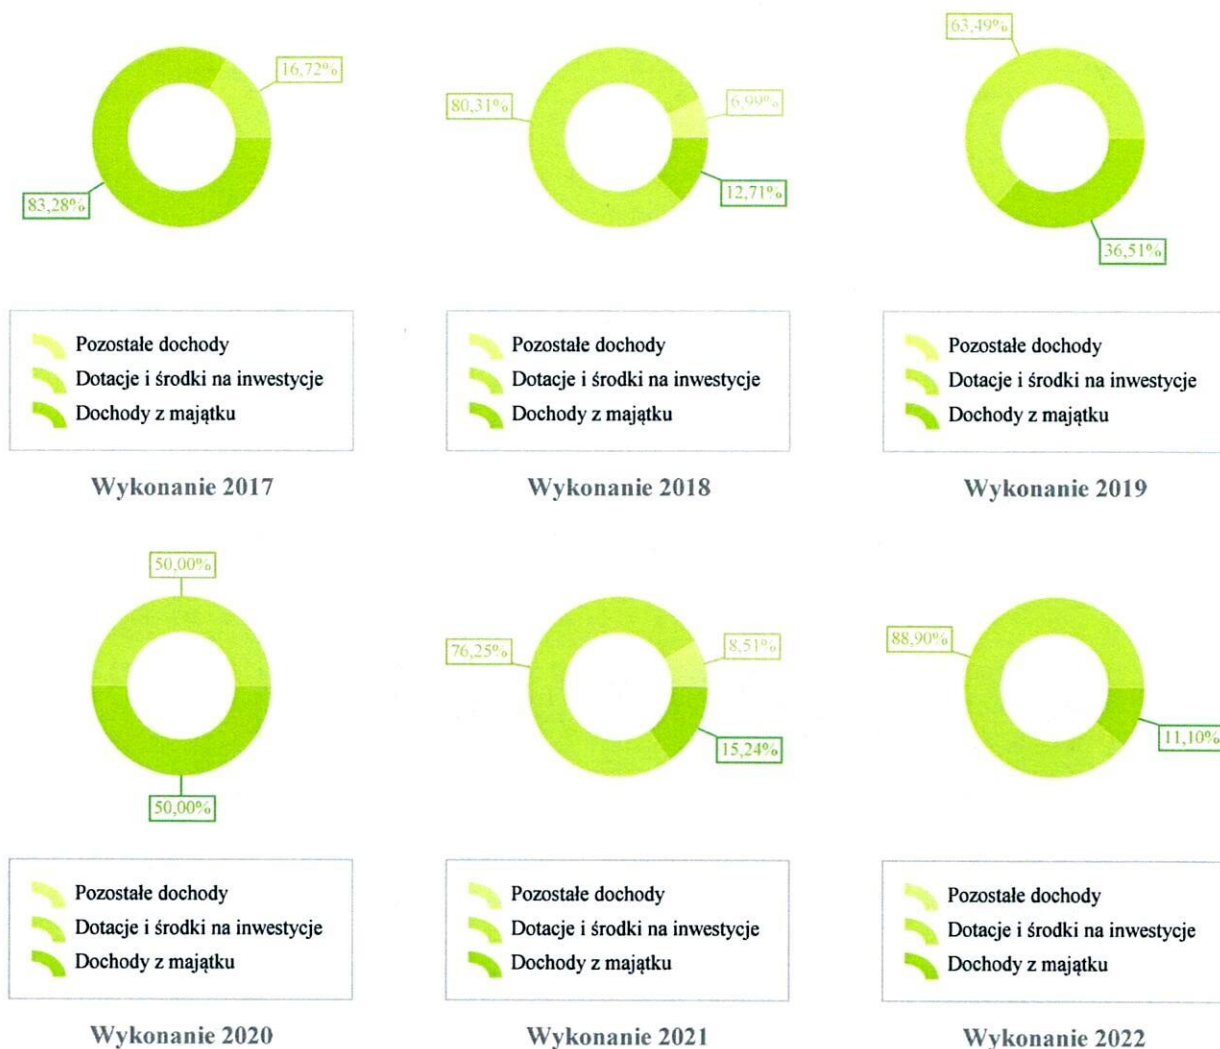 16,72%
83,28%
Pozostałe dochody
Dotacje i środki na inwestycje
Dochody z majątku
Wykonanie 2017
80,31%
6,99%
12,71%
Pozostałe dochody
Dotacje i środki na inwestycje
Dochody z majątku
Wykonanie 2018
63,49%
36,51%
Pozostałe dochody
Dotacje i środki na inwestycje
Dochody z majątku
Wykonanie 2019
50,00%
50,00%
Pozostałe dochody
Dotacje i środki na inwestycje
Dochody z majątku
Wykonanie 2020
76,25%
8,51%
15,24%
Pozostałe dochody
Dotacje i środki na inwestycje
Dochody z majątku
Wykonanie 2021
88,90%
11,10%
Pozostałe dochody
Dotacje i środki na inwestycje
Dochody z majątku
Wykonanie 2022